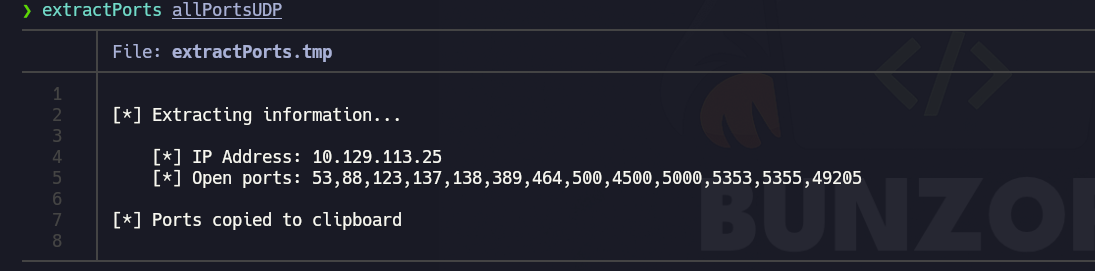 ❯ extractPorts allPortsUDP
File: extractPorts.tmp
1
2 [*] Extracting information...
3
4 [*] IP Address: 10.129.113.25
5 [*] Open ports: 53,88,123,137,138,389,464,500,4500,5000,5353,5355,49205
6
7 [*] Ports copied to clipboard
8
</>
BUNZO